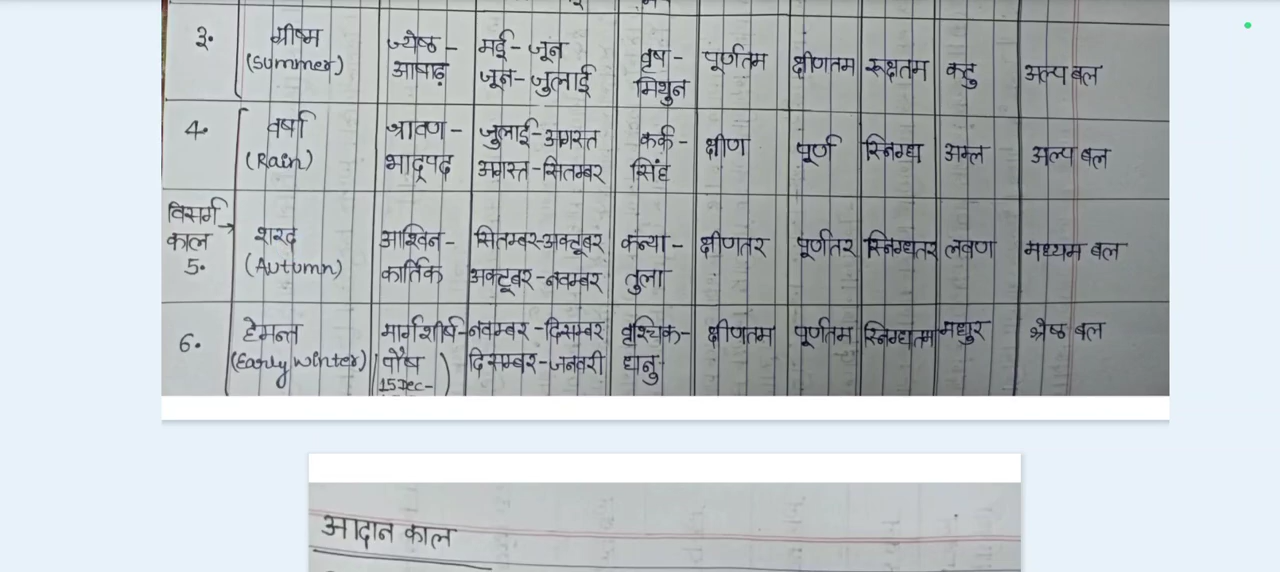 ३. ग्रीष्म ज्येष्ठ - मई - जून वृष - पूर्णतम क्षीणतम रुक्षतम कटु अल्प बल
(Summer) आषाढ़ जून - जुलाई मिथुन
4. वर्षा श्रावण - जुलाई - अगस्त कर्क - क्षीण पूर्ण स्निग्ध अम्ल अल्प बल
(Rain) भाद्रपद अगस्त - सितम्बर सिंह
विसर्ग →
काल शरद आश्विन - सितम्बर - अक्टूबर कन्या - क्षीणतर पूर्णतर स्निग्धतर लवण मध्यम बल
5. (Autumn) कार्तिक अक्टूबर - नवम्बर तुला
6. हेमन्त मार्गशीर्ष - नवम्बर - दिसम्बर वृश्चिक - क्षीणतम पूर्णतम स्निग्धतम मधुर श्रेष्ठ बल
(Early winter) पौष दिसम्बर - जनवरी धनु
15 Dec -
आदान काल